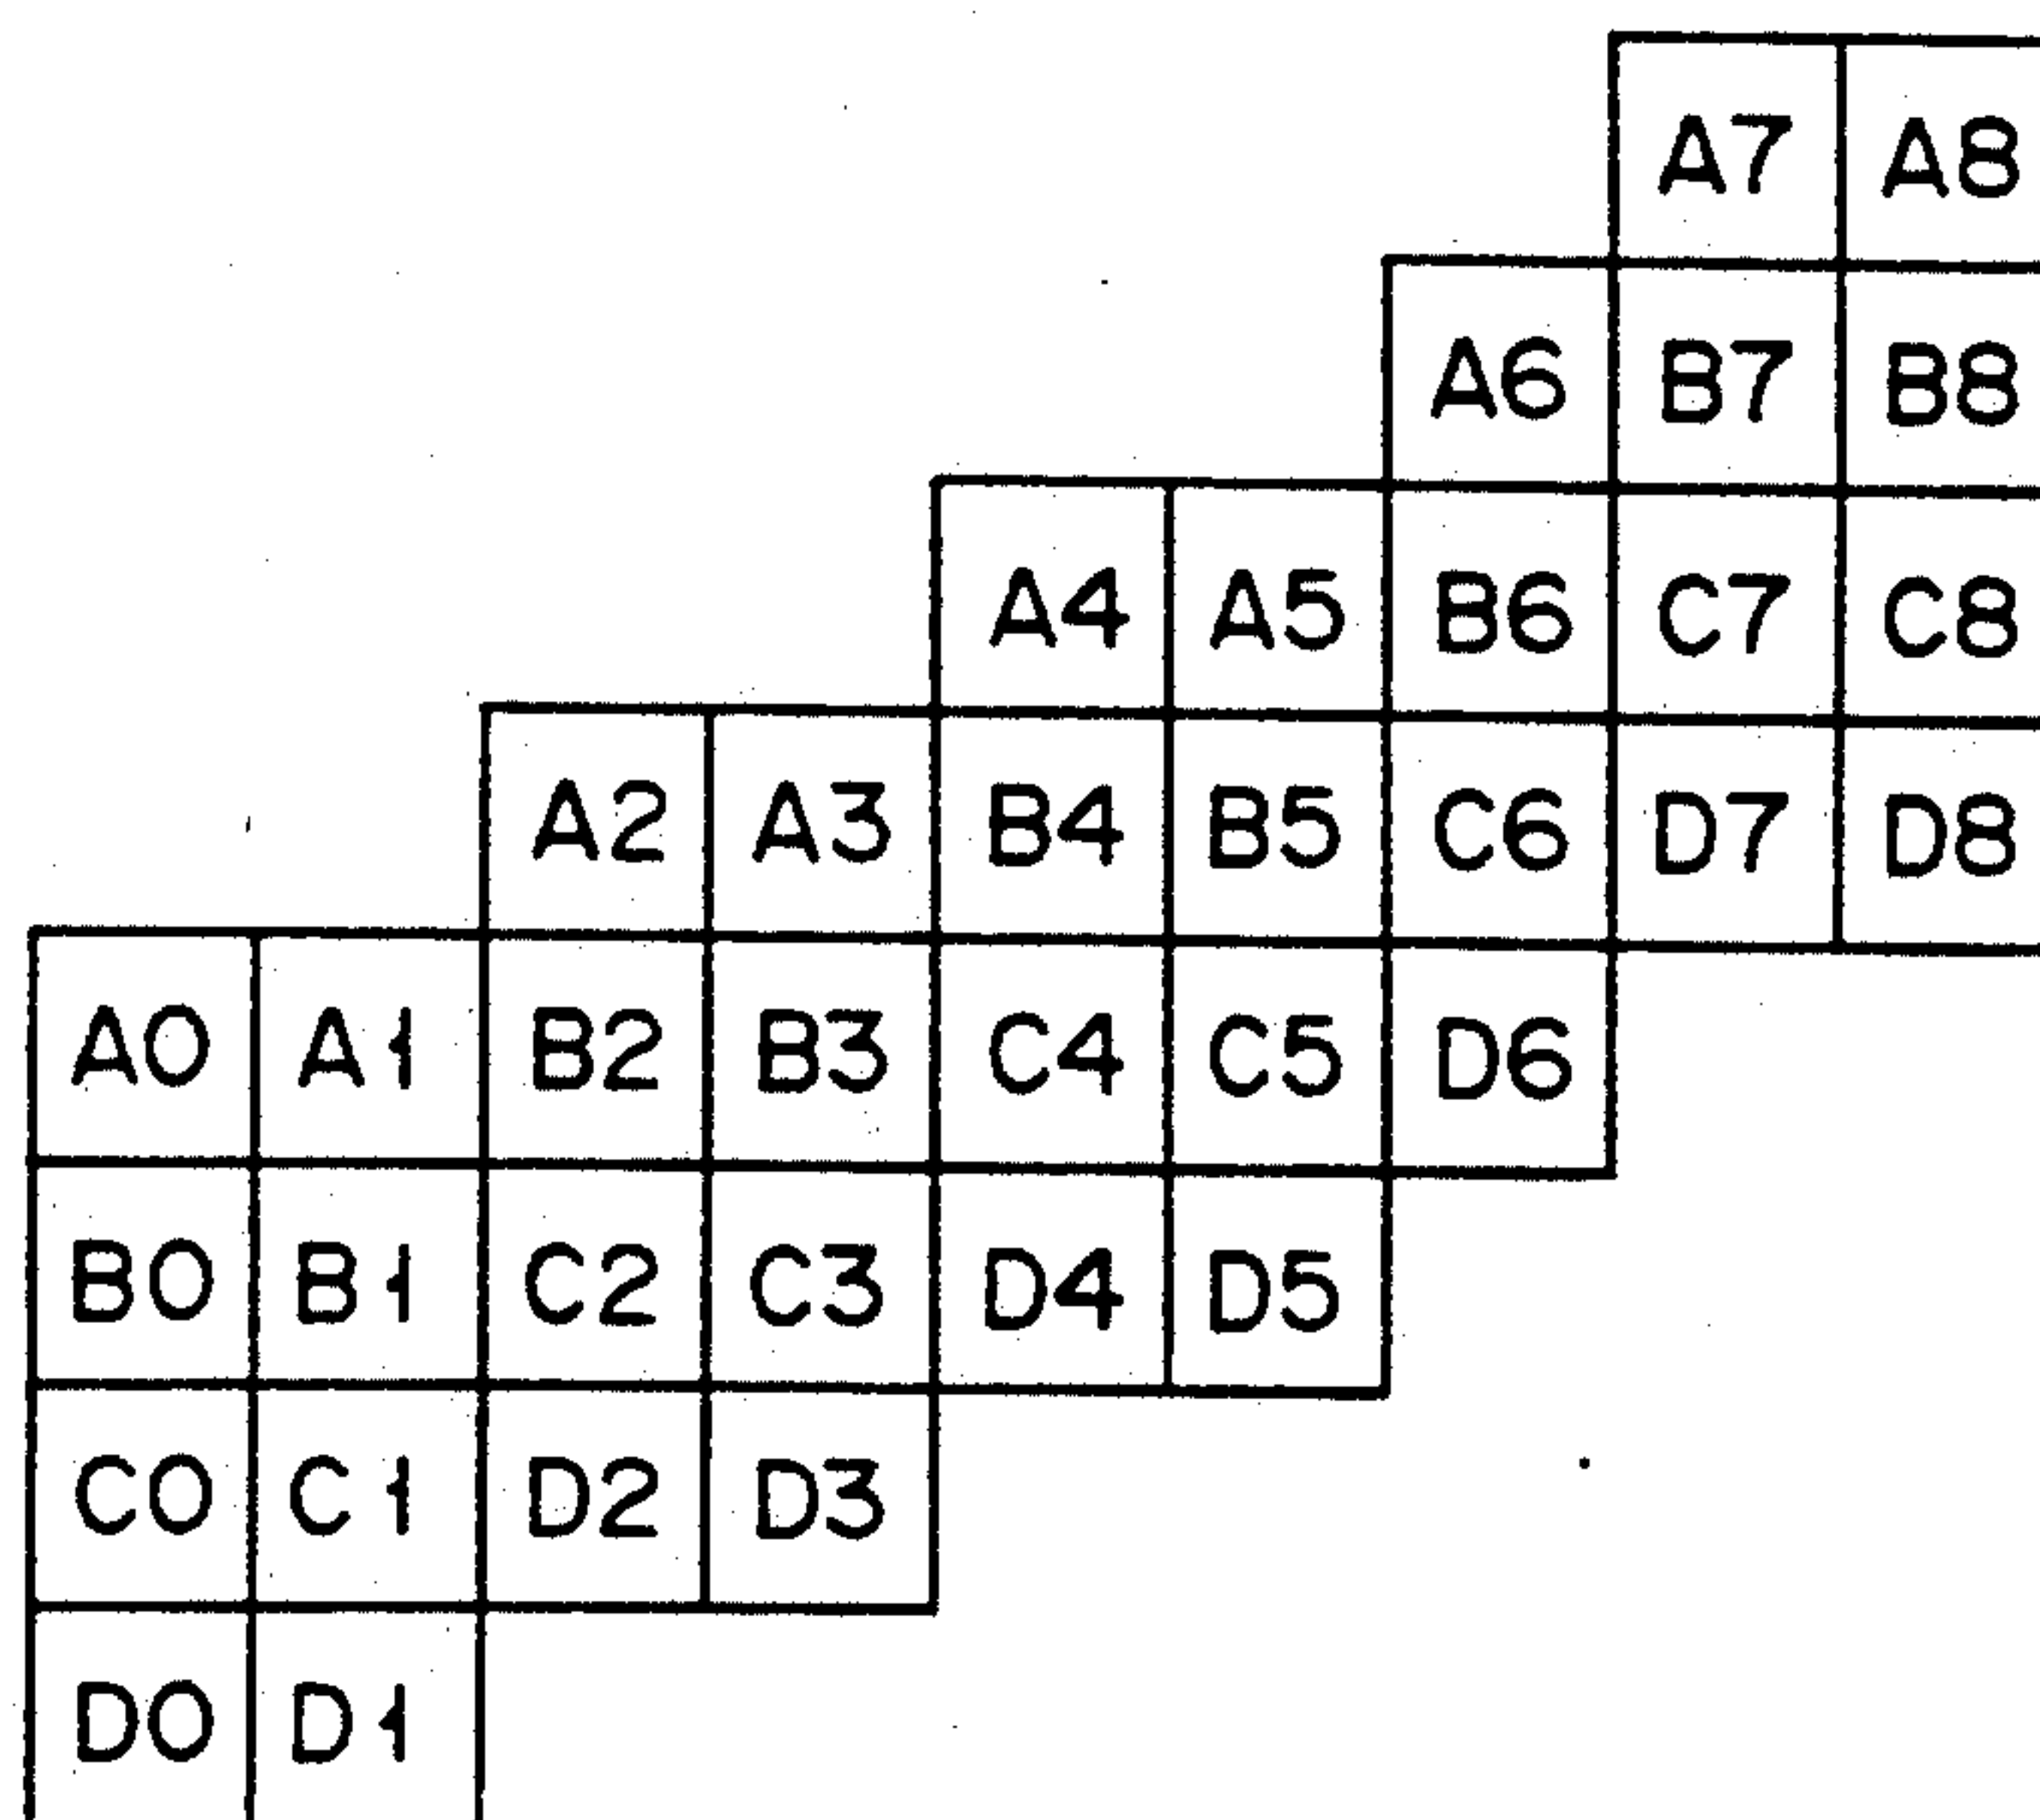 A7 A8
A6 B7 B8
A4 A5 B6 C7 C8
A2 A3 B4 B5 C6 D7 D8
A0 A1 B2 B3 C4 C5 D6
B0 B1 C2 C3 D4 D5
C0 C1 D2 D3
D0 D1